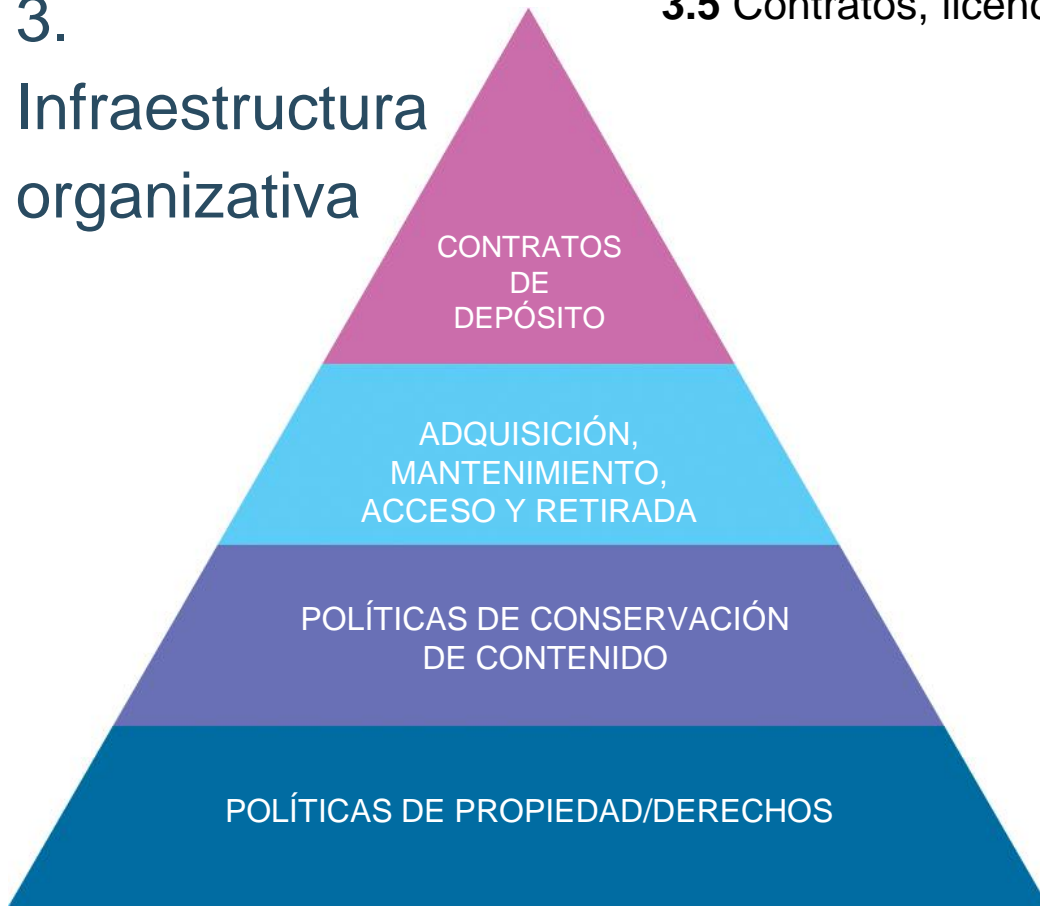 3.
3.5 Contratos, licenc
Infraestructura
organizativa
CONTRATOS
DE
DEPÓSITO
ADQUISICIÓN,
MANTENIMIENTO,
ACCESO Y RETIRADA
POLÍTICAS DE CONSERVACIÓN
DE CONTENIDO
POLÍTICAS DE PROPIEDAD/DERECHOS